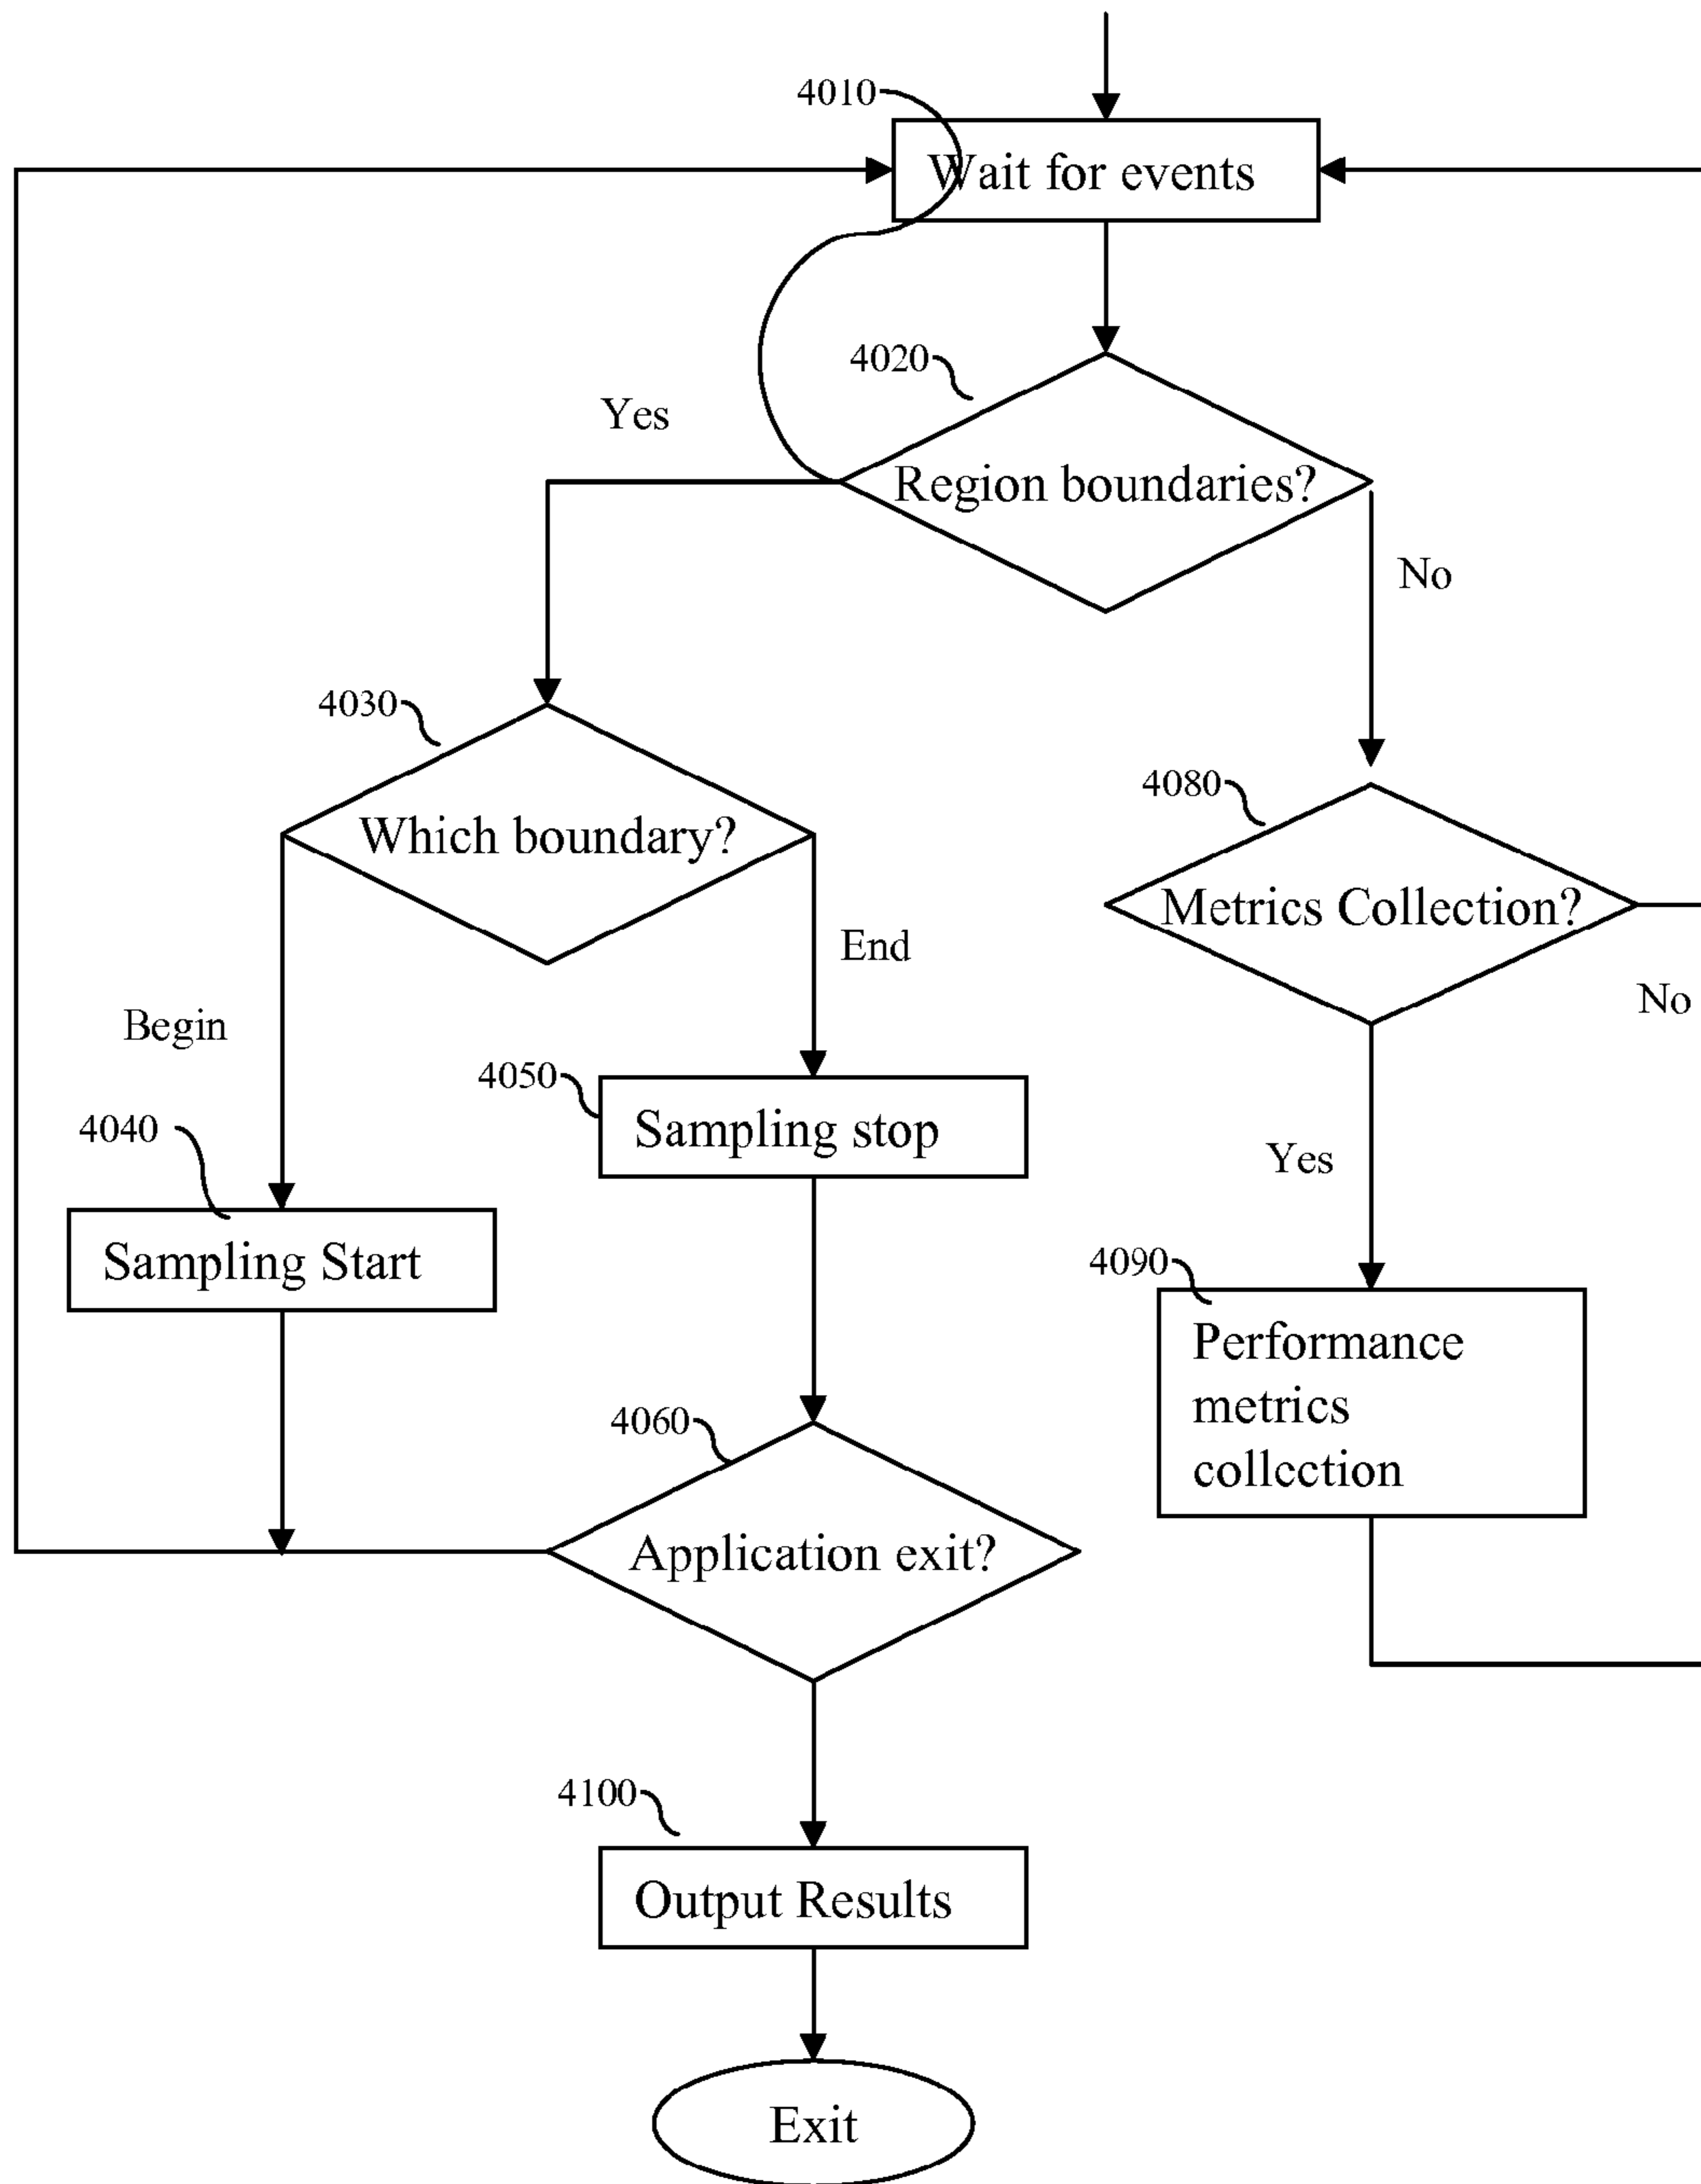 4010
Wait for events
4020
Yes
Region boundaries?
No
4030
4080
Which boundary?
Metrics Collection?
End
No
Begin
4050
4040
Sampling stop
Yes
Sampling Start
4090
Performance
metrics
collection
4060
Application exit?
4100
Output Results
Exit